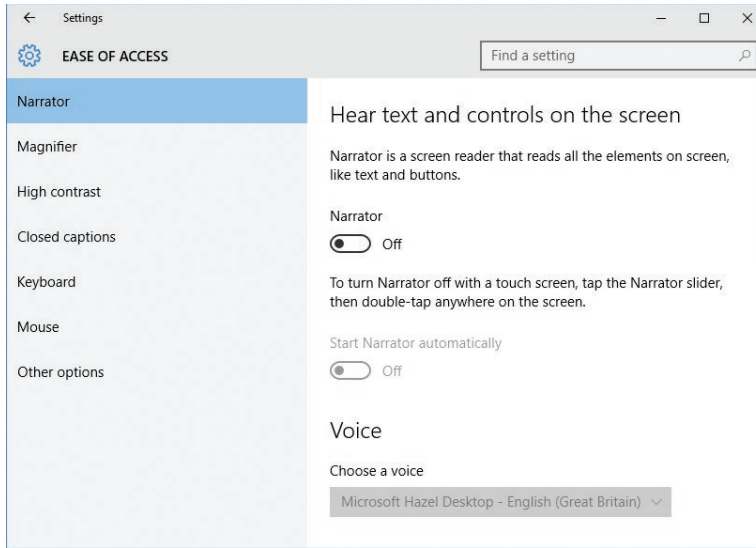 Settings
EASE OF ACCESS
Find a setting
Narrator
Magnifier
High contrast
Closed captions
Keyboard
Mouse
Other options
Hear text and controls on the screen
Narrator is a screen reader that reads all the elements on screen,
like text and buttons.
Narrator
Off
To turn Narrator off with a touch screen, tap the Narrator slider,
then double-tap anywhere on the screen.
Start Narrator automatically
Off
Voice
Choose a voice
Microsoft Hazel Desktop - English (Great Britain)